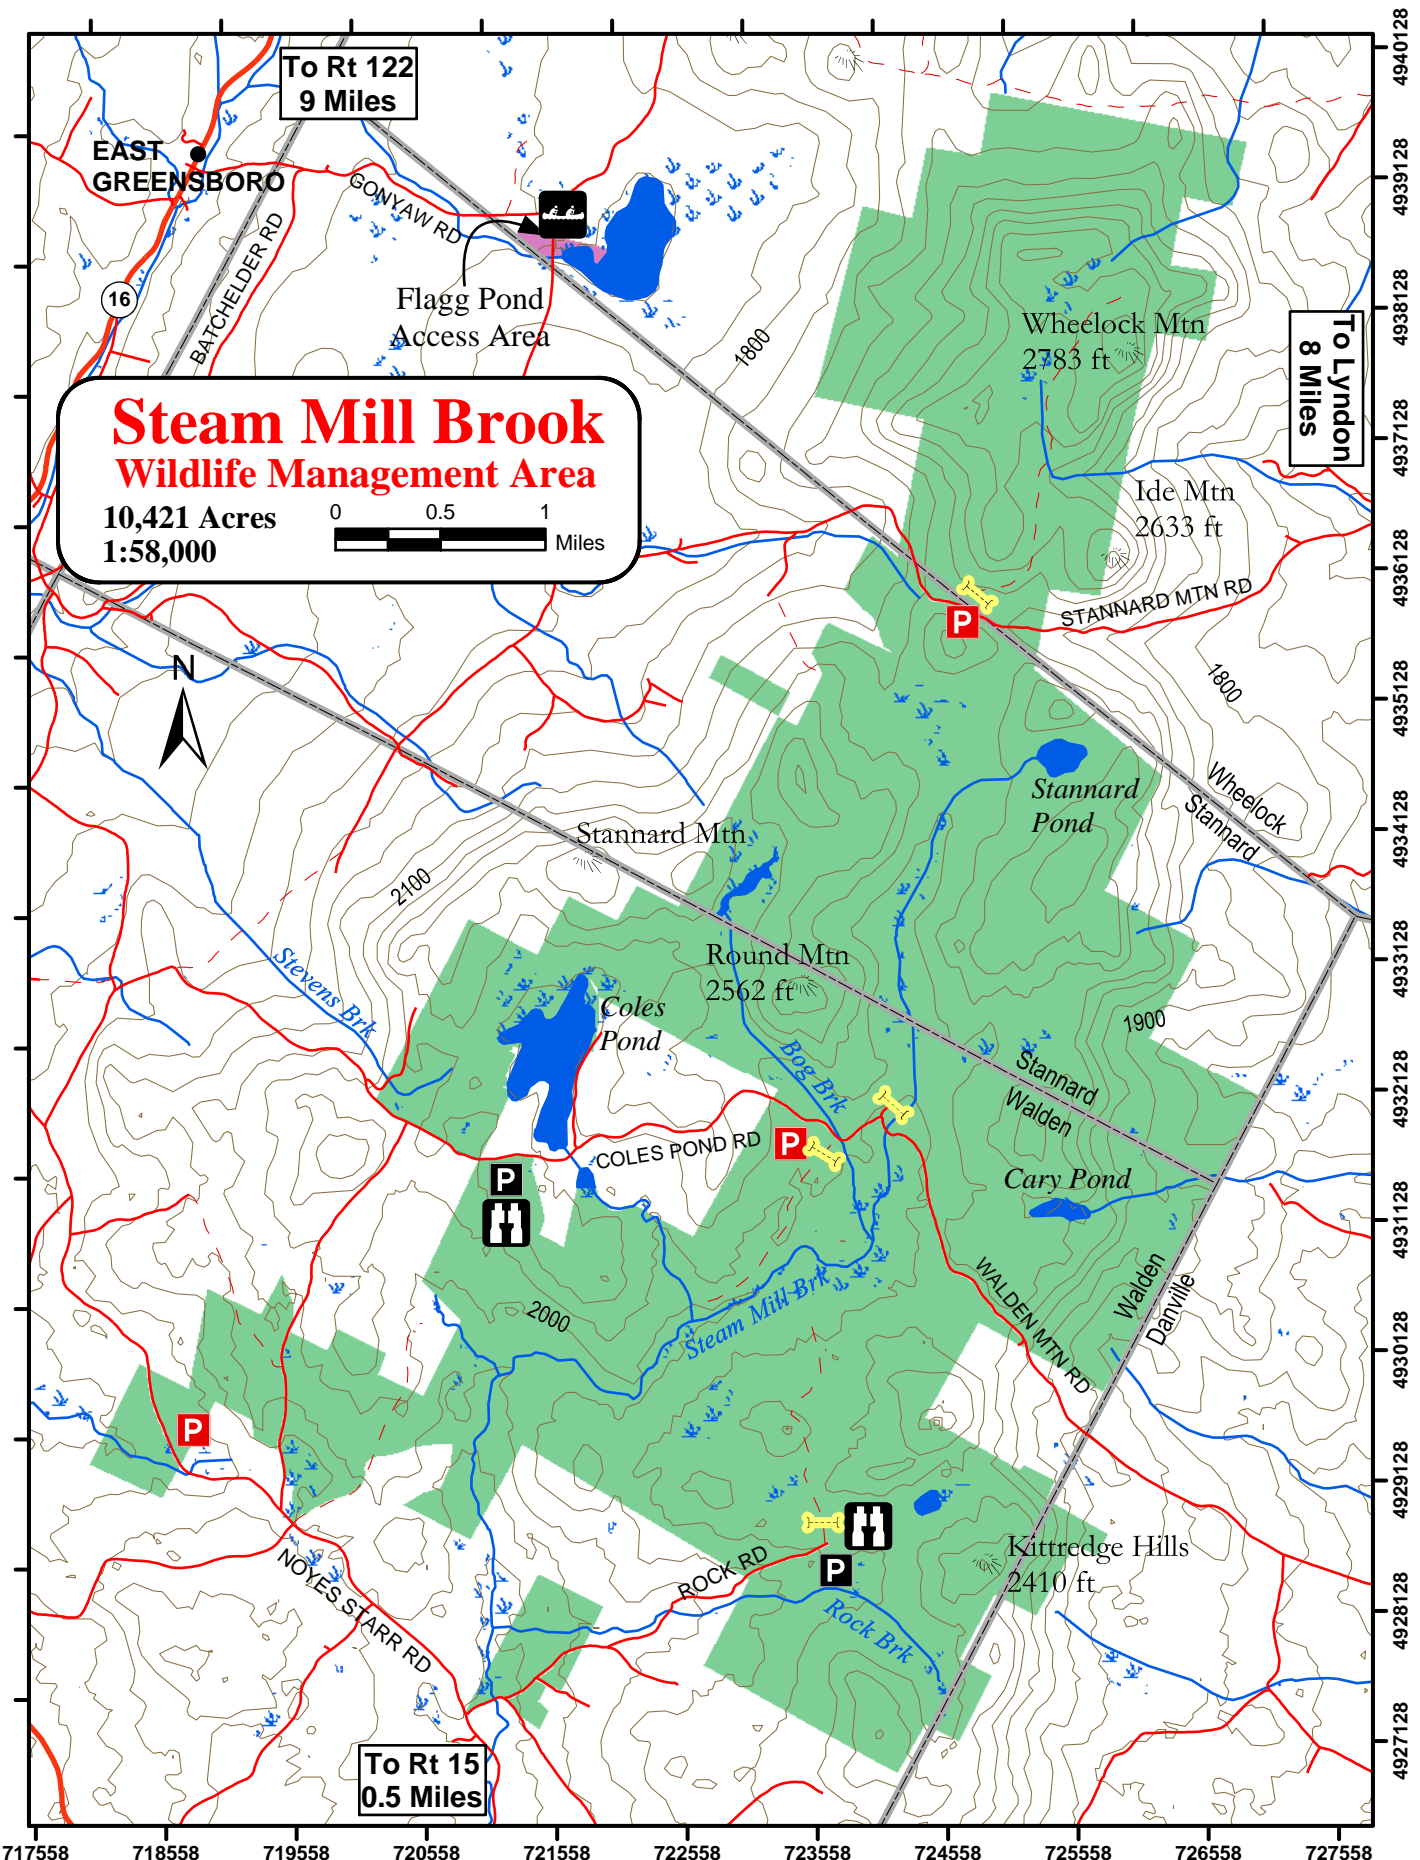 4940128
To Rt 122
9 Miles
EAST
GREENSBORO
4939128
GONYAW RD
BATCHELDER RD
16
Flagg Pond
Access Area
4938128
To Lyndon
8 Miles
Wheelock Mtn
2783 ft
1800
Steam Mill Brook
Wildlife Management Area
10,421 Acres
1:58,000
0 0.5 1
Miles
4937128
Ide Mtn
2633 ft
4936128
P
STANNARD MTN RD
N
1800
4935128
Stannard
Pond
Wheelock
Stannard
4934128
Stannard Mtn
2100
Round Mtn
2562 ft
4933128
Stevens Brk
Coles
Pond
1900
Bog Brk
Stannard
Walden
4932128
COLES POND RD
P
P
Cary Pond
4931128
Walden
Danville
WALDEN MTN RD
2000
Steam Mill Brk
4930128
P
4929128
Kittredge Hills
2410 ft
NOYES STARR RD
ROCK RD
P
Rock Brk
4928128
To Rt 15
0.5 Miles
4927128
717558 718558 719558 720558 721558 722558 723558 724558 725558 726558 727558